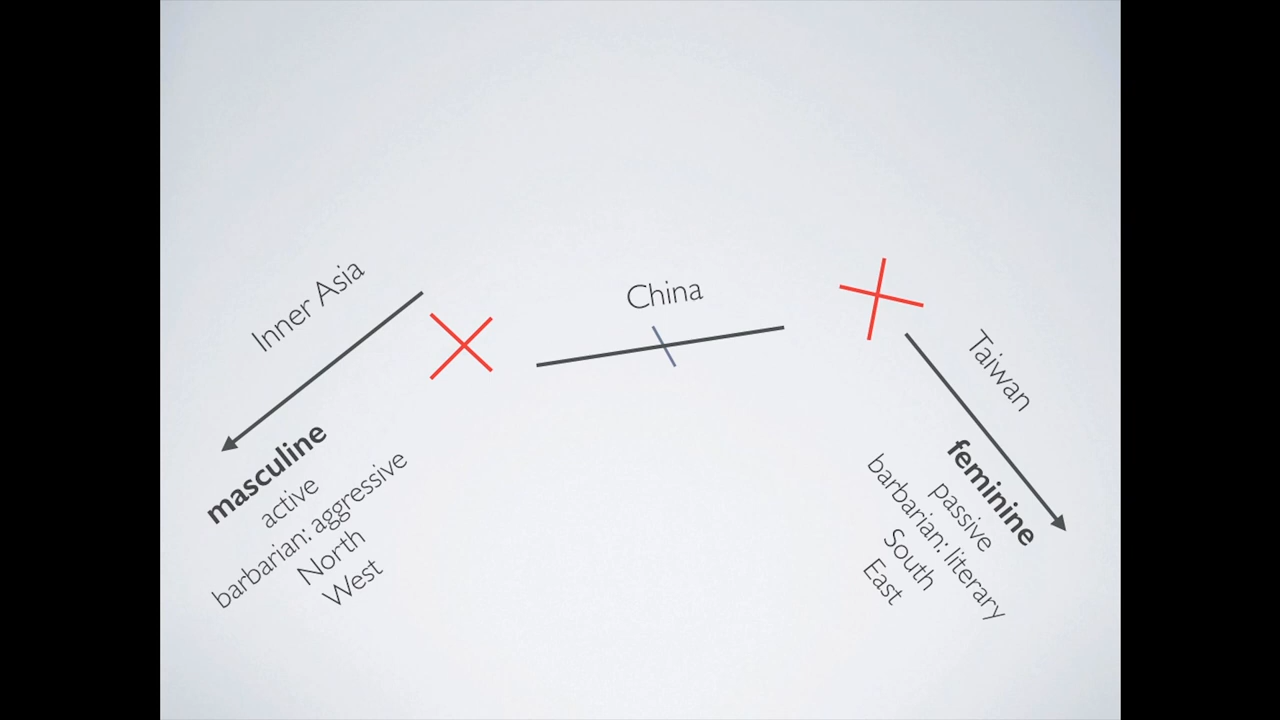 Inner Asia
masculine
active
barbarian: aggressive
North
West
China
Taiwan
feminine
passive
barbarian: literary
South
East